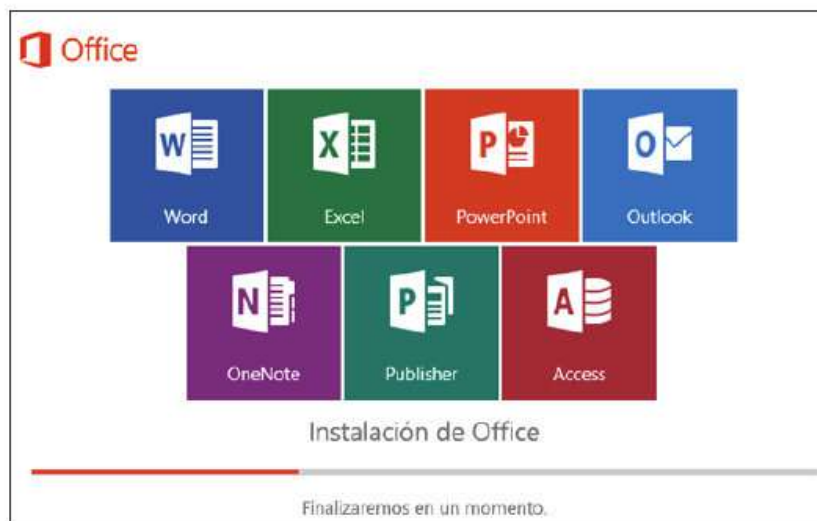 Office
Word Excel PowerPoint Outlook
OneNote Publisher Access
Instalación de Office
Finalizaremos en un momento.